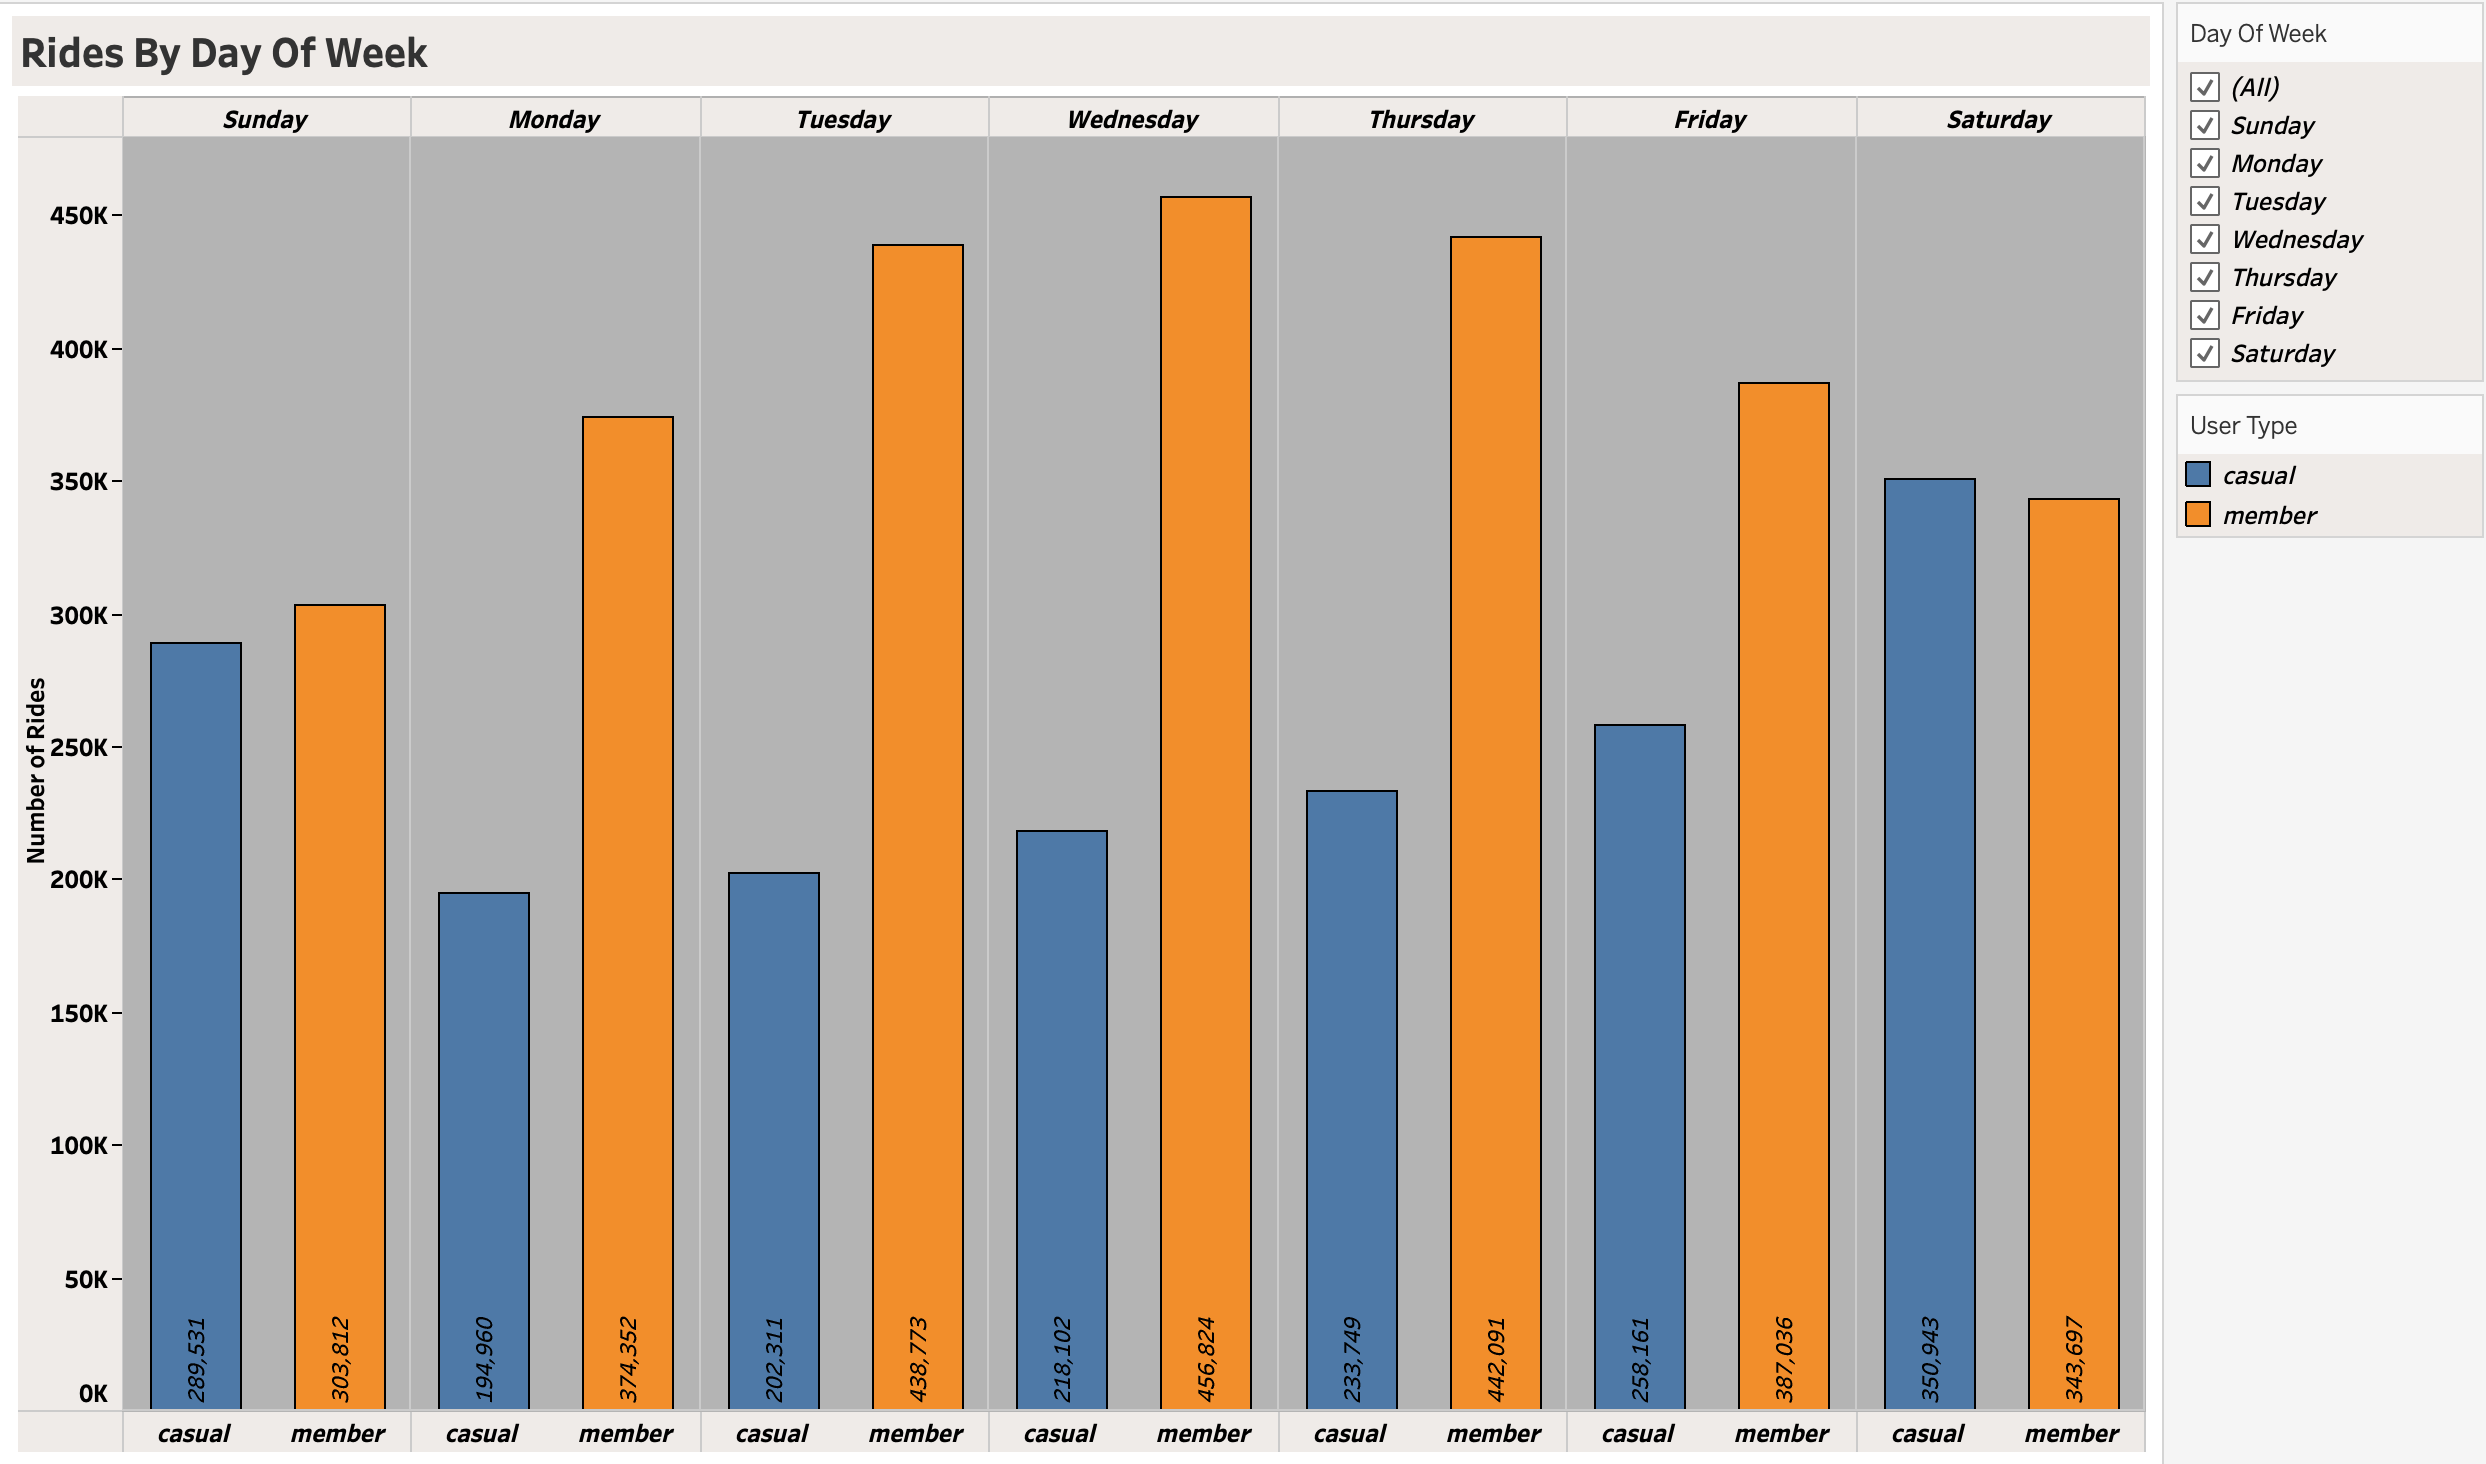 Rides By Day Of Week
Sunday Monday Tuesday Wednesday Thursday Friday Saturday
Number of Rides
450K
400K
350K
300K
250K
200K
150K
100K
50K
0K
289,531 303,812 194,960 374,352 202,311 438,773 218,102 456,824 233,749 442,091 258,161 387,036 350,943 343,697
casual member casual member casual member casual member casual member casual member casual member
Day Of Week
(All)
Sunday
Monday
Tuesday
Wednesday
Thursday
Friday
Saturday
User Type
casual
member